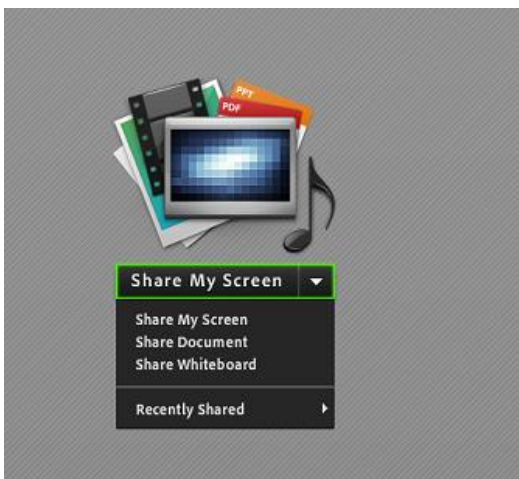 PPT
PDF
Share My Screen
Share My Screen
Share Document
Share Whiteboard
Recently Shared